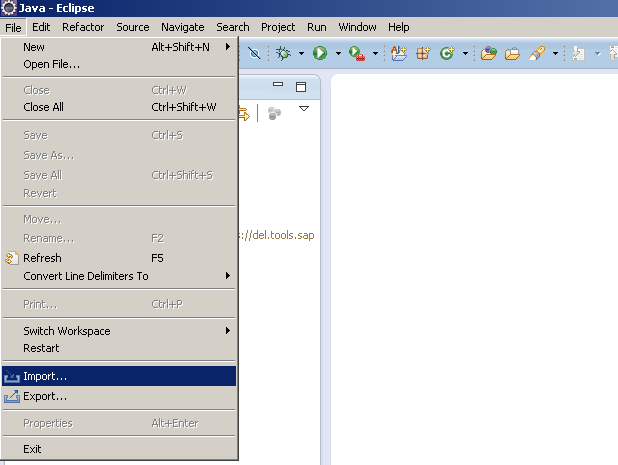 Java - Eclipse
File Edit Refactor Source Navigate Search Project Run Window Help
New Alt+Shift+N
Open File...
Close Ctrl+W
Close All Ctrl+Shift+W
Save Ctrl+S
Save As...
Save All Ctrl+Shift+S
Revert
Move...
Rename... F2
s://del.tools.sap
Refresh F5
Convert Line Delimiters To
Print... Ctrl+P
Switch Workspace
Restart
Import...
Export...
Properties Alt+Enter
Exit